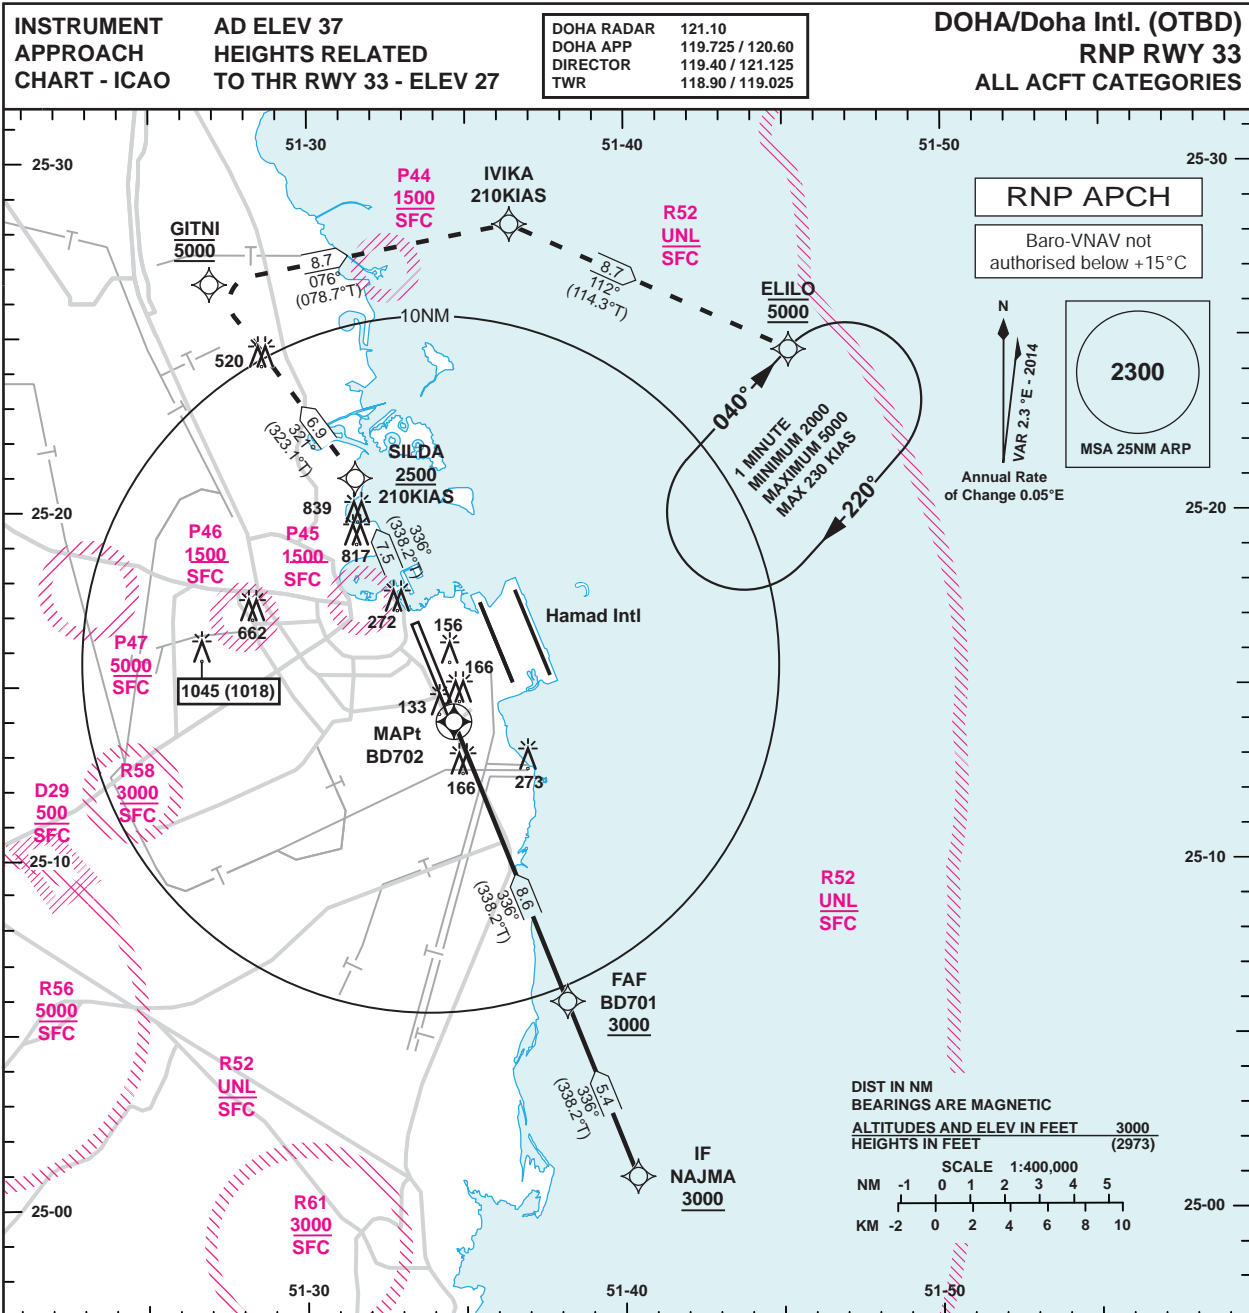 INSTRUMENT
APPROACH
CHART - ICAO
AD ELEV 37
HEIGHTS RELATED
TO THR RWY 33 - ELEV 27
DOHA RADAR 121.10
DOHA APP 119.725 / 120.60
DIRECTOR 119.40 / 121.125
TWR 118.90 / 119.025
DOHA/Doha Intl. (OTBD)
RNP RWY 33
ALL ACFT CATEGORIES
51-30
51-40
51-50
25-30
25-30
P44
1500
SFC
IVIKA
210KIAS
RNP APCH
Baro-VNAV not
authorised below +15°C
GITNI
5000
R52
UNL
SFC
8.7
076°
(078.7°T)
8.7
112°
(114.3°T)
ELILO
5000
N
VAR 2.3 °E - 2014
Annual Rate
of Change 0.05°E
2300
MSA 25NM ARP
10NM
520
6.9
321°
(323.1°T)
040°
1 MINUTE
MINIMUM 2000
MAXIMUM 5000
MAX 230 KIAS
220°
SILDA
2500
210KIAS
839
817
336°
(338.2°T)
7.5
25-20
25-20
P46
1500
SFC
P45
1500
SFC
272
662
156
Hamad Intl
P47
5000
SFC
1045 (1018)
166
133
MAPt
BD702
166
273
R58
3000
SFC
D29
500
SFC
25-10
25-10
8.6
336°
(338.2°T)
R52
UNL
SFC
R56
5000
SFC
FAF
BD701
3000
R52
UNL
SFC
5.4
336°
(338.2°T)
DIST IN NM
BEARINGS ARE MAGNETIC
ALTITUDES AND ELEV IN FEET 3000
HEIGHTS IN FEET (2973)
IF
NAJMA
3000
SCALE 1:400,000
NM -1 0 1 2 3 4 5
KM -2 0 2 4 6 8 10
R61
3000
SFC
25-00
25-00
51-30
51-40
51-50